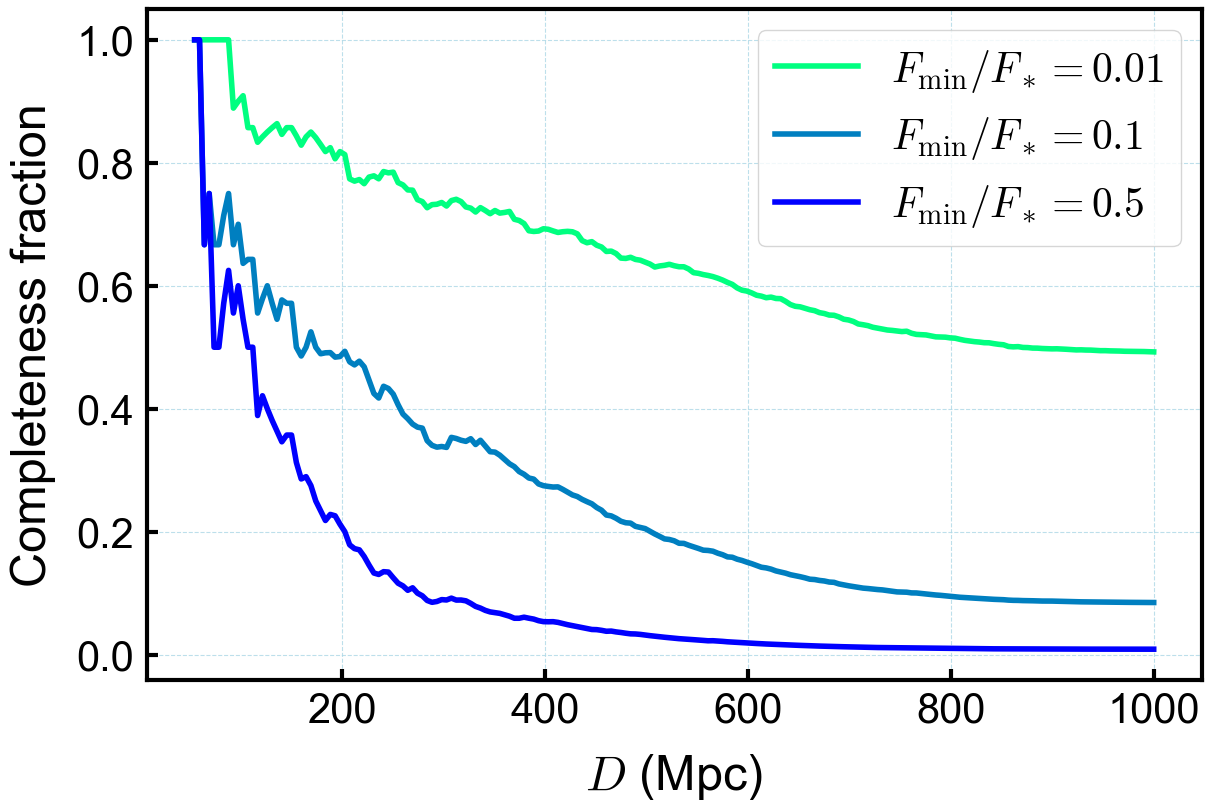 Completeness fraction
1.0
0.8
0.6
0.4
0.2
0.0
F_min/F_* = 0.01
F_min/F_* = 0.1
F_min/F_* = 0.5
200 400 600 800 1000
D (Mpc)